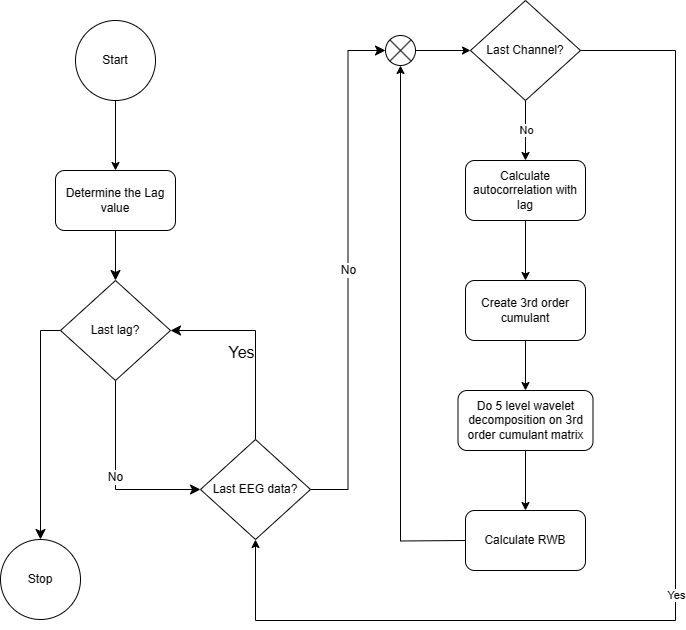 Start
Last Channel?
No
Determine the Lag
value
Calculate
autocorrelation with
lag
No
Create 3rd order
cumulant
Last lag?
Yes
Do 5 level wavelet
decomposition on 3rd
order cumulant matrix
No
Last EEG data?
Calculate RWB
Stop
Yes